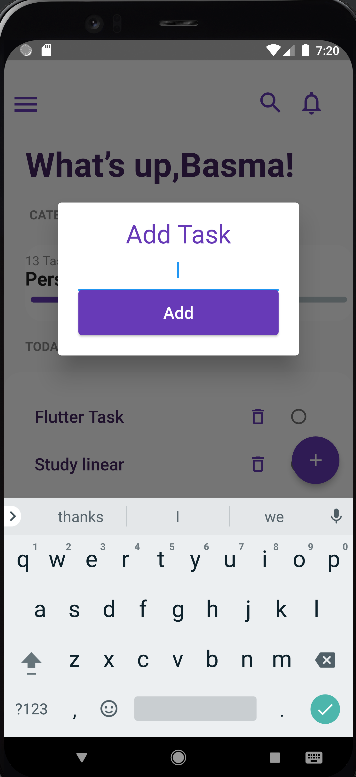 7:20
What's up,Basma!
CATE
13 Tas
Pers
Add Task
Add
TODA
Flutter Task
Study linear
+
thanks I we
1 2 3 4 5 6 7 8 9 0
q w e r t y u i o p
a s d f g h j k l
z x c v b n m
?123 , .